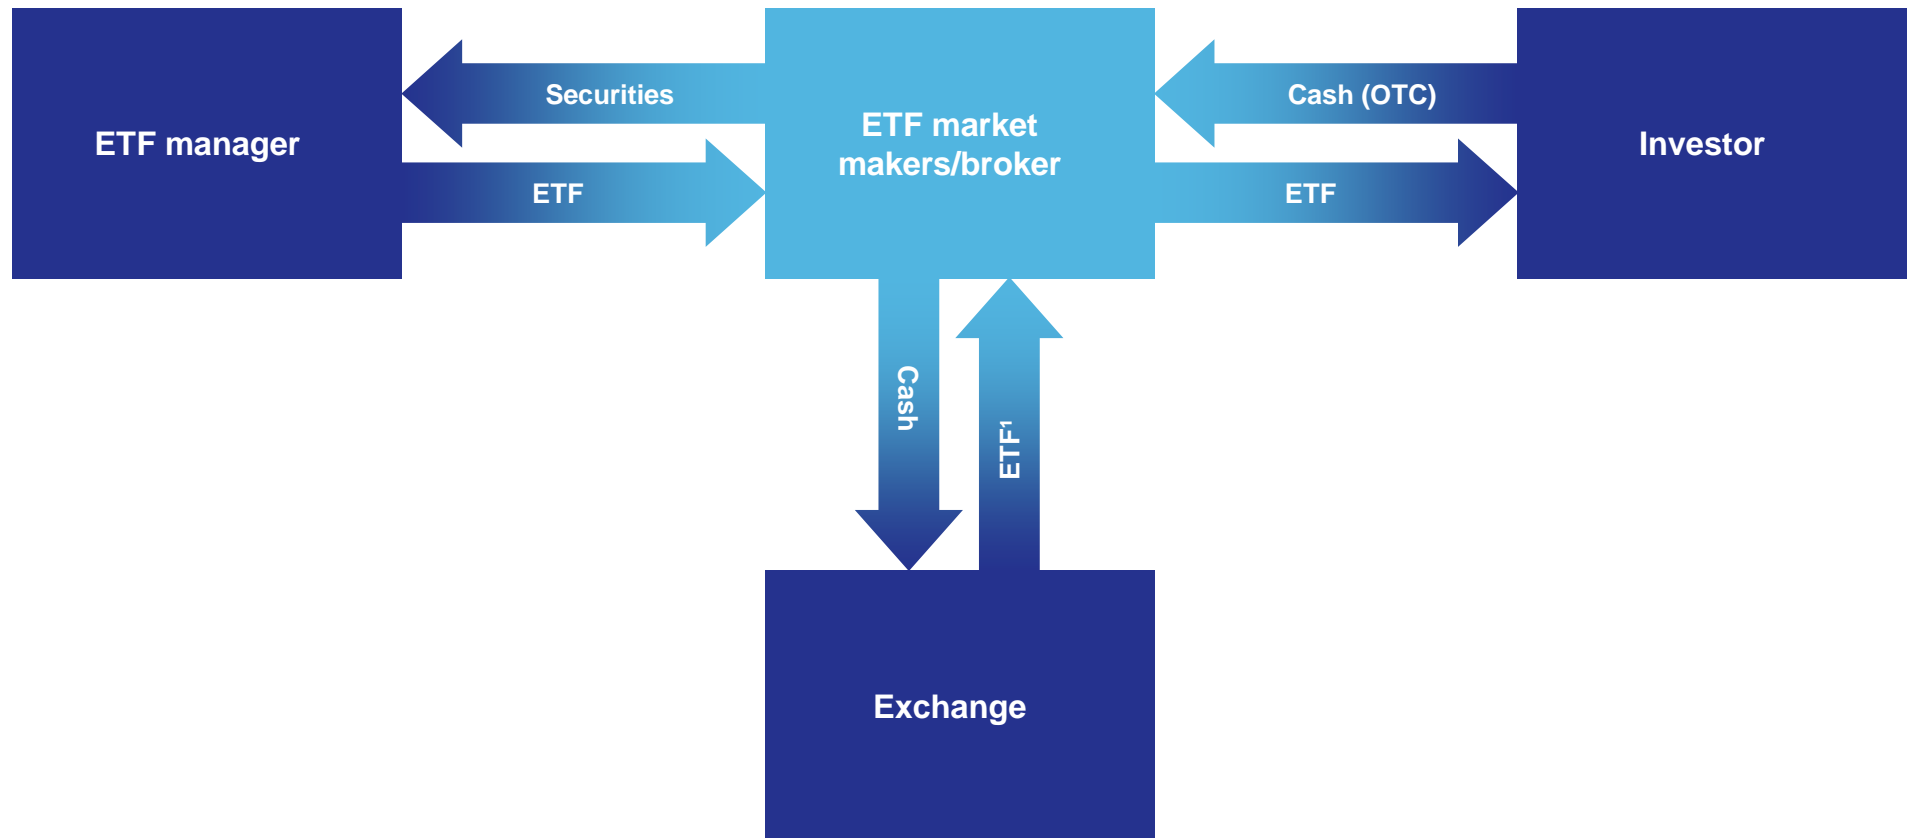 Securities
Cash (OTC)
ETF manager
ETF market
makers/broker
Investor
ETF
ETF
Cash
ETF¹
Exchange